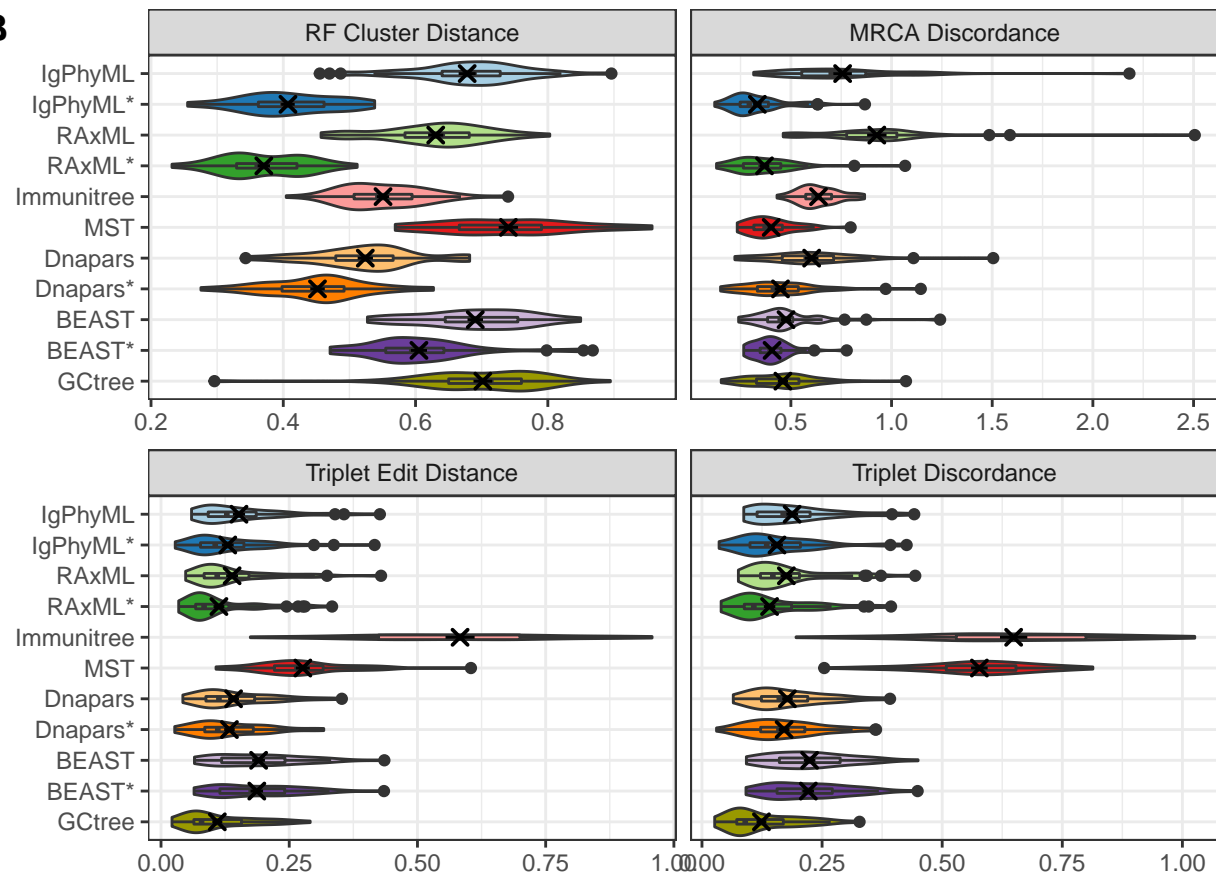 B
RF Cluster Distance MRCA Discordance
IgPhyML
IgPhyML*
RAxML
RAxML*
Immunitree
MST
Dnapars
Dnapars*
BEAST
BEAST*
GCtree
0.2 0.4 0.6 0.8 0.5 1.0 1.5 2.0 2.5
Triplet Edit Distance Triplet Discordance
IgPhyML
IgPhyML*
RAxML
RAxML*
Immunitree
MST
Dnapars
Dnapars*
BEAST
BEAST*
GCtree
0.00 0.25 0.50 0.75 1.00 0.00 0.25 0.50 0.75 1.00